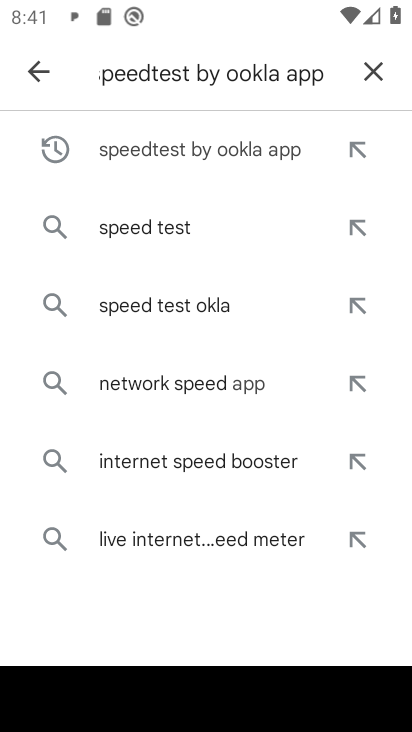 8:41
speedtest by ookla app
speedtest by ookla app
speed test
speed test okla
network speed app
internet speed booster
live internet...eed meter